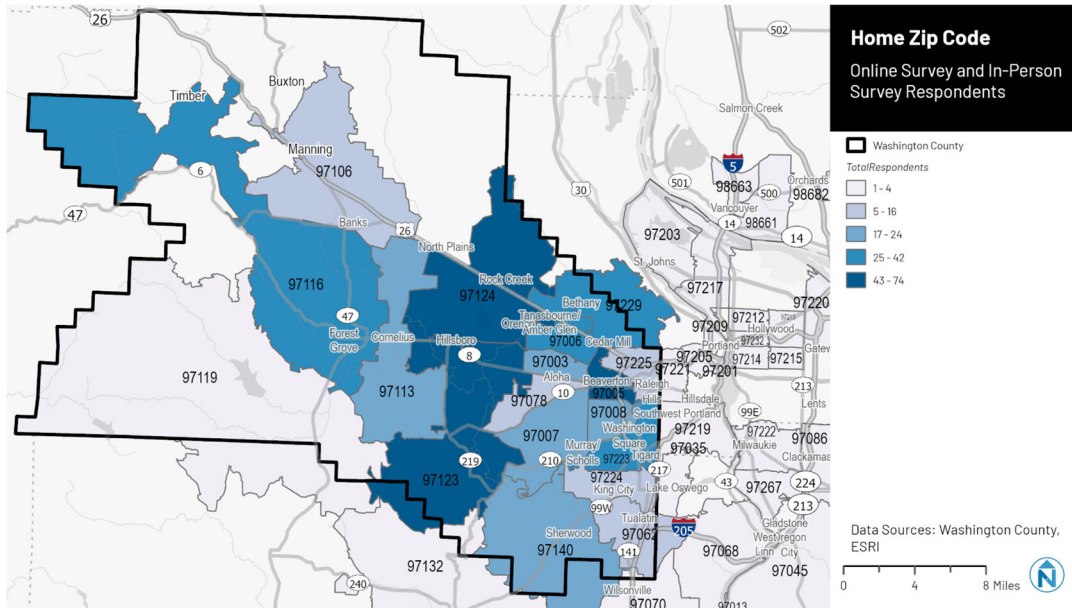 26
502
Home Zip Code
Online Survey and In-Person
Survey Respondents
Washington County
TotalRespondents
1 - 4
5 - 16
17 - 24
25 - 42
43 - 74
Buxton
Timber
Salmon Creek
Manning
97106
6
5
501
98663
500
Orchards
98682
30
47
Vancouver
14
98661
14
Banks
26
97203
North Plains
St. Johns
Rock Creek
97116
97124
97217
97220
Bethany
97229
47
Tanasbourne/
Amber Glen
97006
97209
97212
Hollywood
Forest
Grove
Cornelius
Hillsboro
8
Cedar Mill
Portland
97232
97205
97214
97215
Gatew
97003
97225
97221
97201
97119
Aloha
97113
97078
10
Beaverton
97005
Raleigh
Hills
Hillsdale
213
Lents
97008
Southwest Portland
99E
97007
Washington
Square
97219
97222
97086
Murray/
Scholls
97035
Milwaukie
Clackamas
97223
Tigard
219
210
217
97123
97224
King City
Lake Oswego
43
97267
224
213
99W
Tualatin
Gladstone
Sherwood
97062
205
West
Linn
Oregon
City
97140
141
97068
97132
97045
240
Wilsonville
97070
97013
Data Sources: Washington County,
ESRI
0 4 8 Miles
N